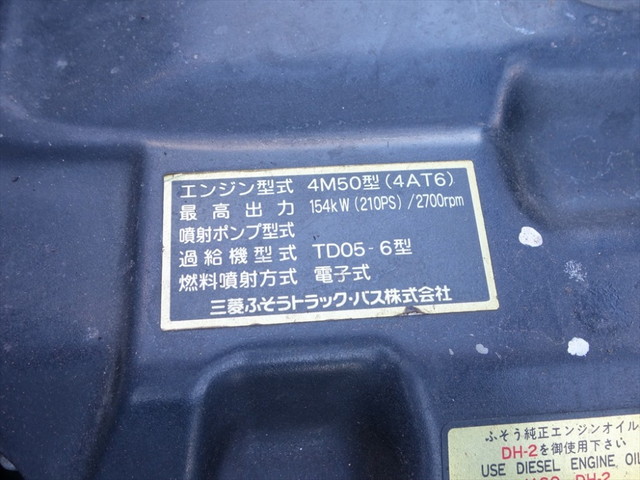 エンジン型式 4M50型(4AT6)
最高出力 154kW(210PS)/2700rpm
噴射ポンプ型式
過給機型式 TD05-6型
燃料噴射方式 電子式
三菱ふそうトラック・バス株式会社
ふそう純正エンジンオイル
DH-2を御使用下さい
USE DIESEL ENGINE OIL
DH-2